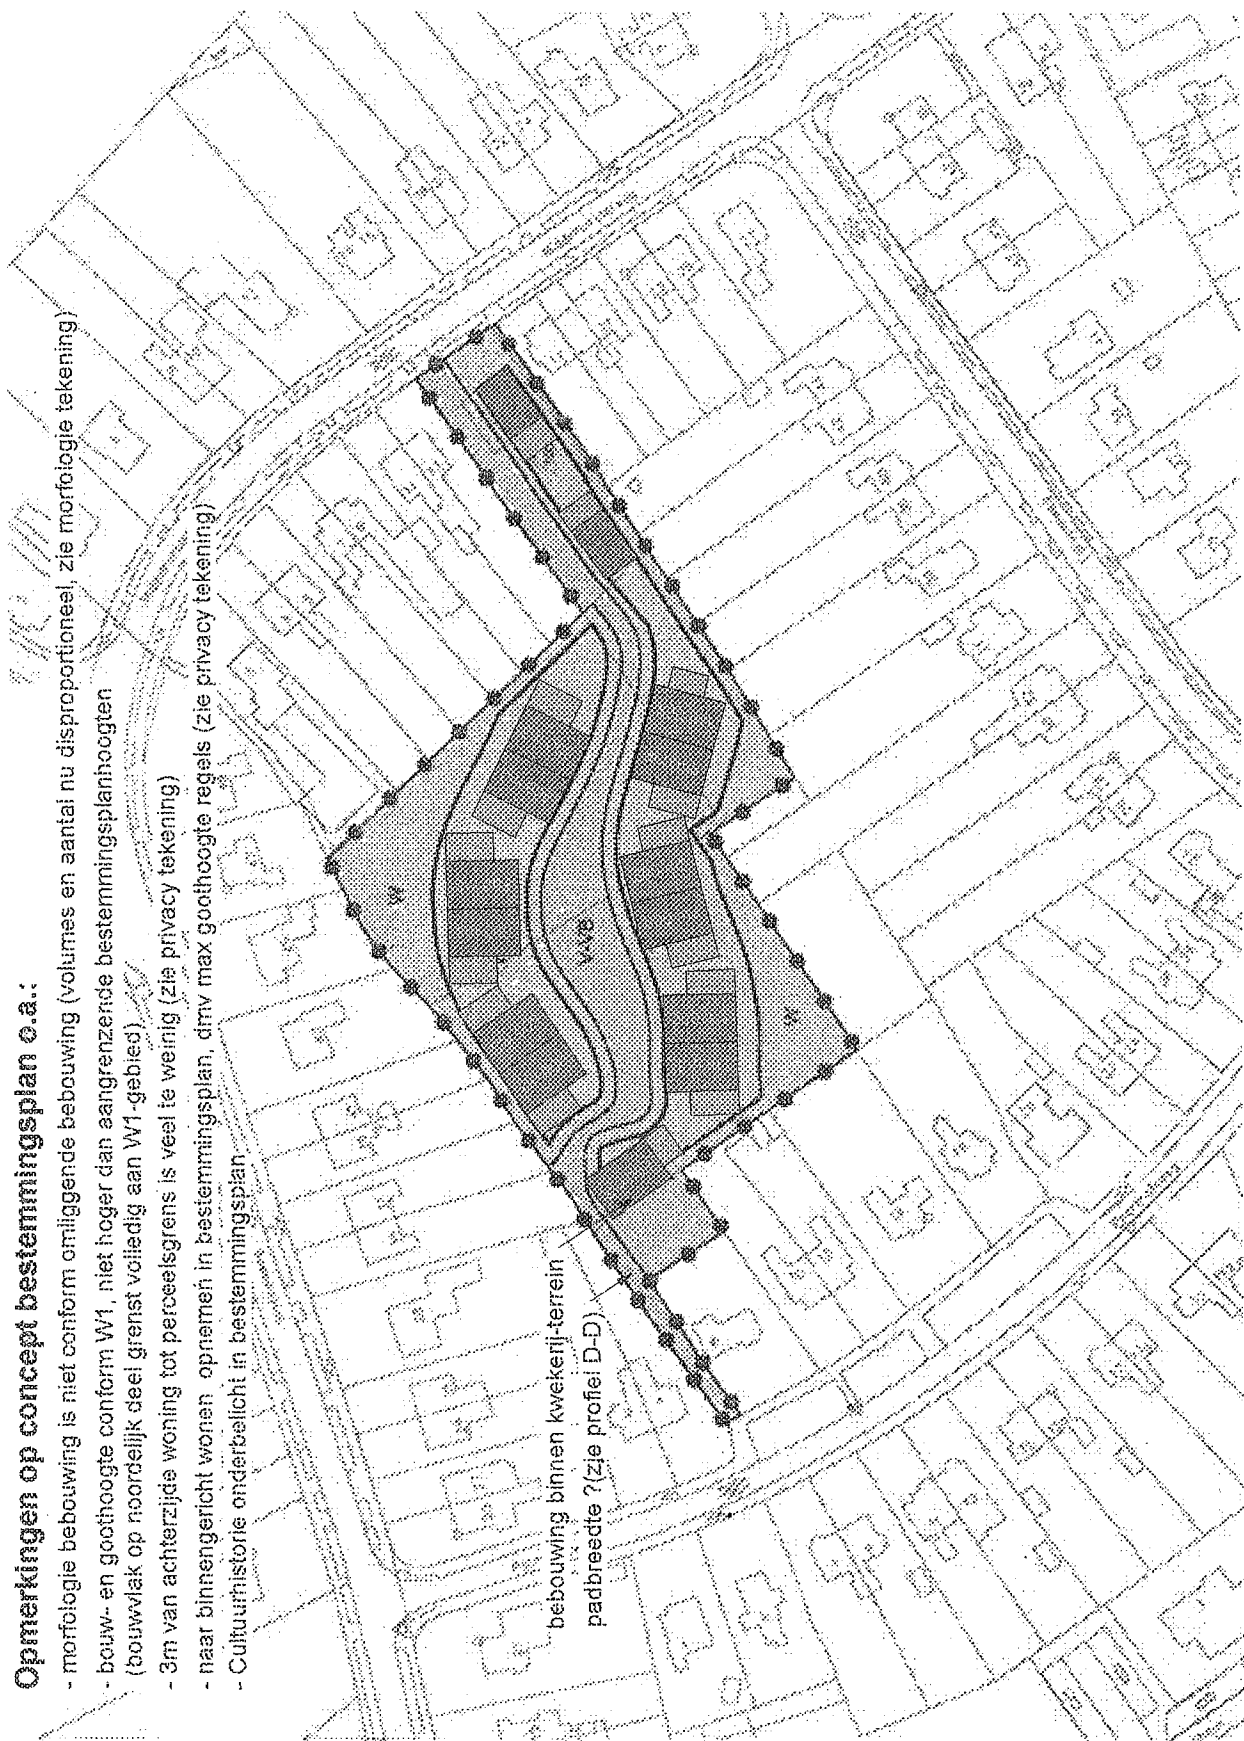 Opmerkingen op concept bestemmingsplan o.a.:
- morfologie bebouwing is niet conform omliggende bebouwing (volumes en aantal nu disproportioneel, zie morfologie tekening)
- bouw- en goothoogte conform W1, niet hoger dan aangrenzende bestemmingsplanhoogten
(bouwvlak op noordelijk deel grenst volledig aan W1-gebied)
- 3m van achterzijde woning tot perceelsgrens is veel te weinig (zie privacy tekening)
- naar binnengericht wonen opnemen in bestemmingsplan, dmv max goothoogte regels (zie privacy tekening)
- Cultuurhistorie onderbelicht in bestemmingsplan
bebouwing binnen kwekerij-terrein
padbreedte ?(zie profiel D-D)
W
V-VB
W